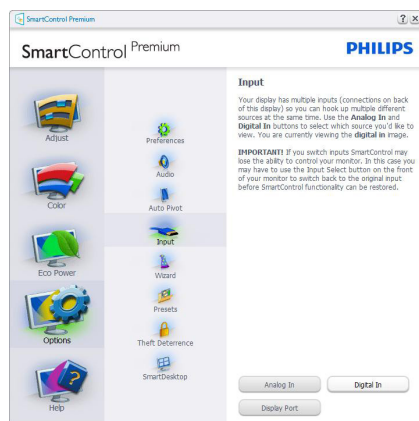 SmartControl Premium
? x
SmartControl Premium
PHILIPS
Adjust
Color
Eco Power
Options
Help
Preferences
Audio
Auto Pivot
Input
Wizard
Presets
Theft Deterrence
SmartDesktop
Input
Your display has multiple inputs (connections on back
of this display) so you can hook up multiple different
sources at the same time. Use the Analog In and
Digital In buttons to select which source you'd like to
view. You are currently viewing the digital in image.
IMPORTANT! If you switch inputs SmartControl may
lose the ability to control your monitor. In this case you
may have to use the Input Select button on the front
of your monitor to switch back to the original input
before SmartControl functionality can be restored.
Analog In
Digital In
Display Port